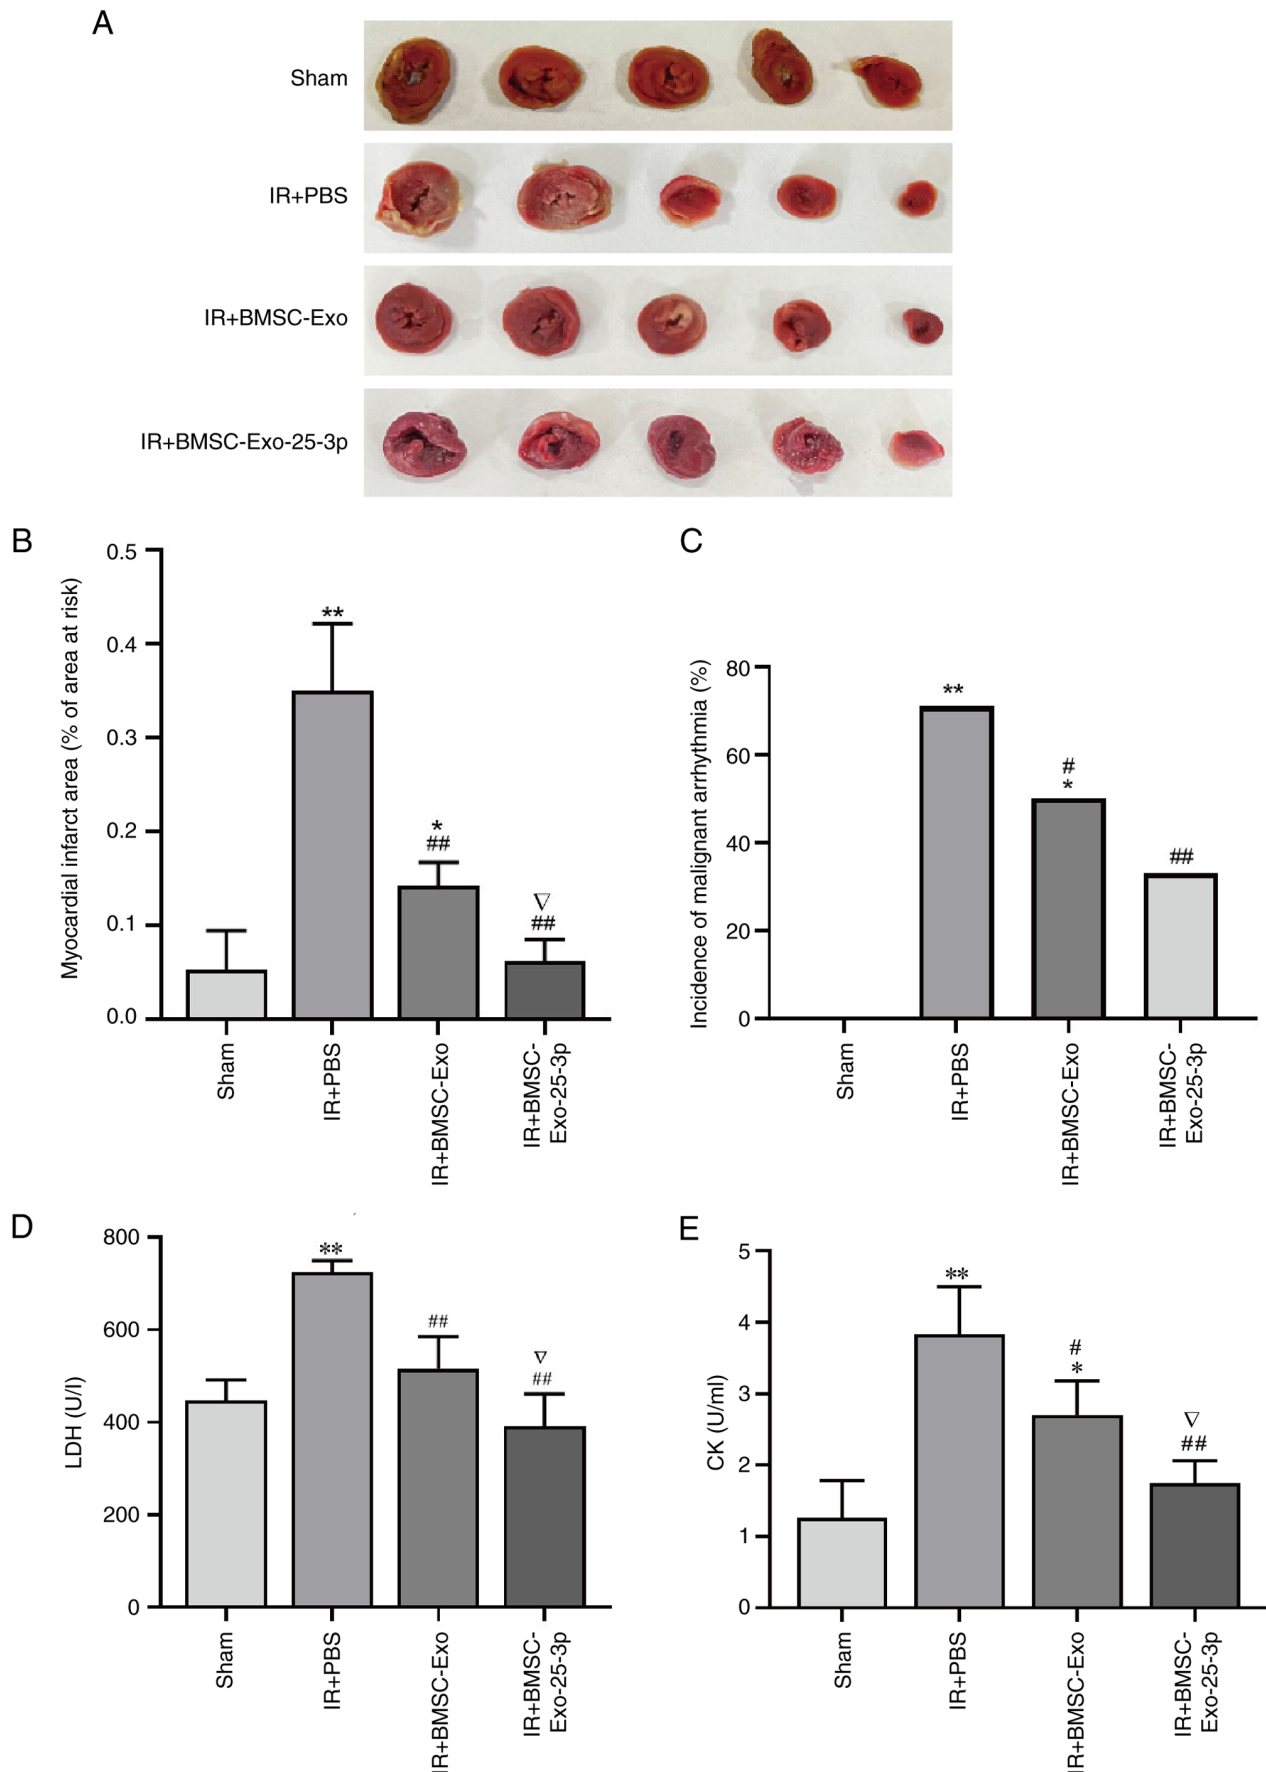 A
Sham
IR+PBS
IR+BMSC-Exo
IR+BMSC-Exo-25-3p
B
Myocardial infarct area (% of area at risk)
0.5
0.4
0.3
0.2
0.1
0.0
**
*
##
∇
##
Sham
IR+PBS
IR+BMSC-Exo
IR+BMSC-
Exo-25-3p
C
Incidence of malignant arrhythmia (%)
80
60
40
20
0
**
#
*
##
Sham
IR+PBS
IR+BMSC-Exo
IR+BMSC-
Exo-25-3p
D
LDH (U/l)
800
600
400
200
0
**
##
∇
##
Sham
IR+PBS
IR+BMSC-Exo
IR+BMSC-
Exo-25-3p
E
CK (U/ml)
5
4
3
2
1
0
**
#
*
∇
##
Sham
IR+PBS
IR+BMSC-Exo
IR+BMSC-
Exo-25-3p